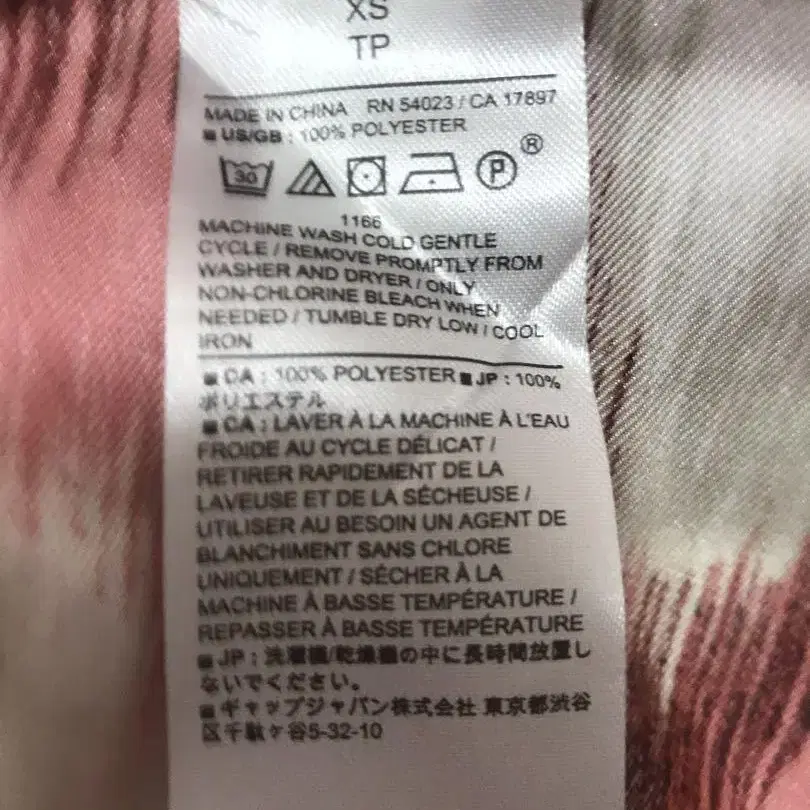 XS
TP
MADE IN CHINA RN 54023 / CA 17897
■ US/GB : 100% POLYESTER
30 P ®
1166
MACHINE WASH COLD GENTLE
CYCLE / REMOVE PROMPTLY FROM
WASHER AND DRYER / ONLY
NON-CHLORINE BLEACH WHEN
NEEDED / TUMBLE DRY LOW / COOL
IRON
■ CA : 100% POLYESTER ■ JP : 100%
ポリエステル
■ CA : LAVER À LA MACHINE À L'EAU
FROIDE AU CYCLE DÉLICAT /
RETIRER RAPIDEMENT DE LA
LAVEUSE ET DE LA SÉCHEUSE /
UTILISER AU BESOIN UN AGENT DE
BLANCHIMENT SANS CHLORE
UNIQUEMENT / SÉCHER À LA
MACHINE À BASSE TEMPÉRATURE /
REPASSER À BASSE TEMPÉRATURE
■ JP : 洗濯機/乾燥機の中に長時間放置し
ないでください。
■ ギャップジャパン株式会社 東京都渋谷
区千駄ヶ谷5-32-10